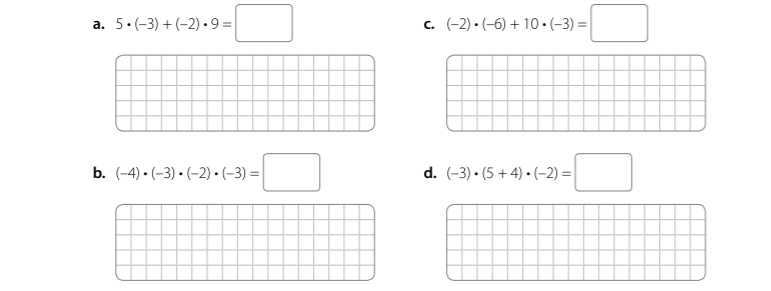 a. 5 • (–3) + (–2) • 9 =
c. (–2) • (–6) + 10 • (–3) =
b. (–4) • (–3) • (–2) • (–3) =
d. (–3) • (5 + 4) • (–2) =